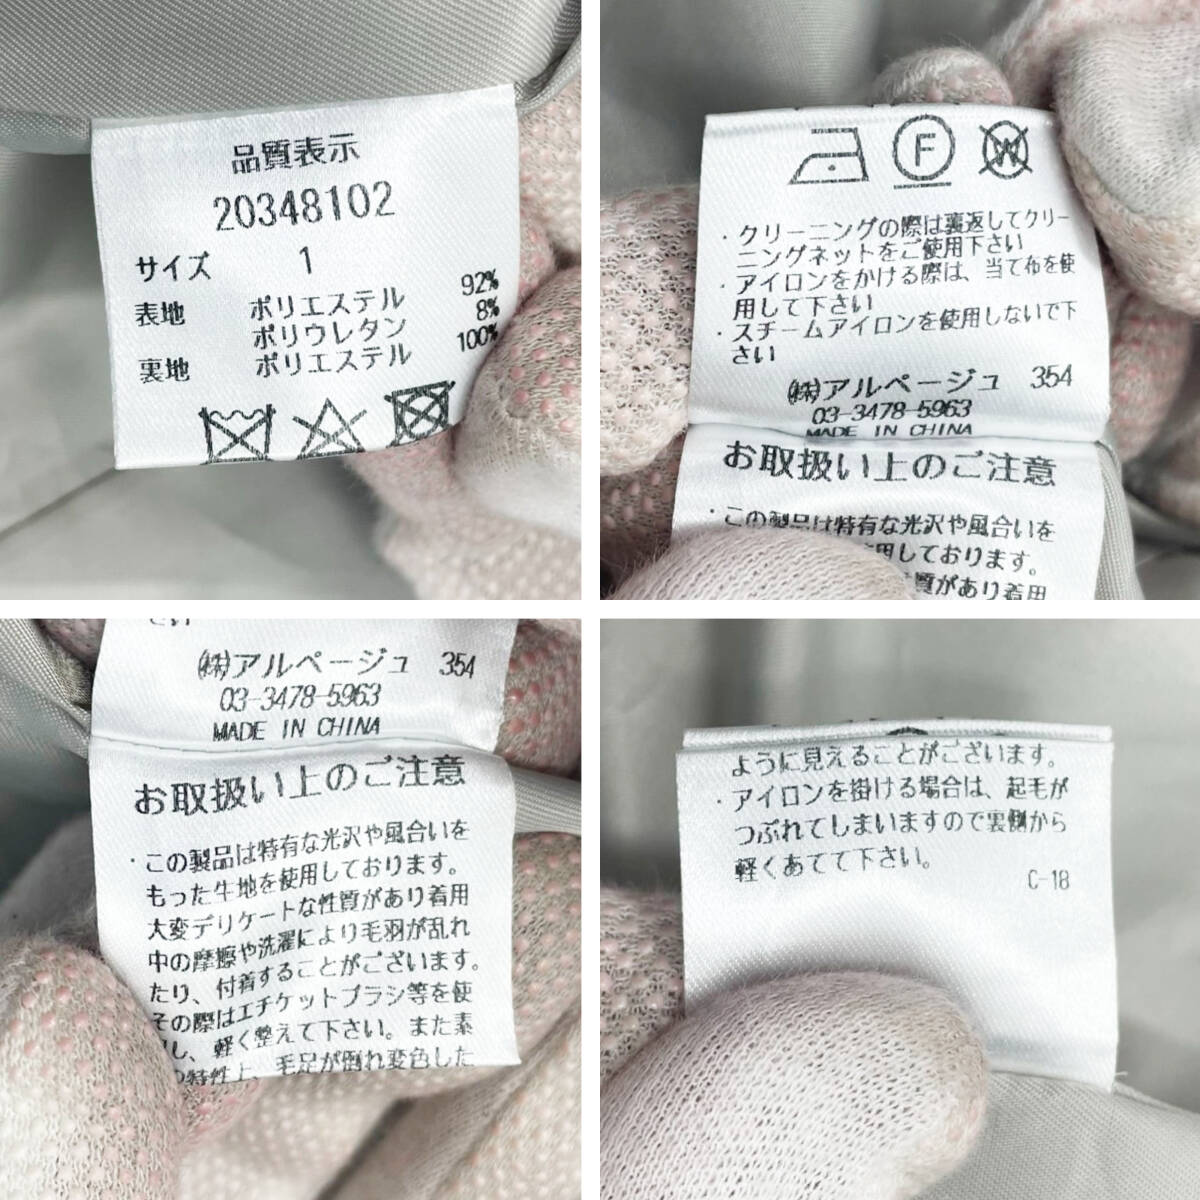 品質表示
20348102
サイズ 1
表地 ポリエステル 92%
ポリウレタン 8%
裏地 ポリエステル 100%
F
W
・クリーニングの際は裏返してクリー
ニングネットをご使用下さい
・アイロンをかける際は、当て布を使
用して下さい
・スチームアイロンを使用しないで下
さい
㈱アルページュ 354
03-3478-5963
MADE IN CHINA
お取扱い上のご注意
・この製品は特有な光沢や風合いを
用しております。
質があり着用
さい
㈱アルページュ 354
03-3478-5963
MADE IN CHINA
お取扱い上のご注意
・この製品は特有な光沢や風合いを
もった生地を使用しております。
大変デリケートな性質があり着用
中の摩擦や洗濯により毛羽が乱れ
たり、付着することがございます。
その際はエチケットブラシ等を使
し、軽く整えて下さい。また素
の特性上、毛足が倒れ変色した
ように見えることがございます。
・アイロンを掛ける場合は、起毛が
つぶれてしまいますので裏側から
軽くあてて下さい。
C-18